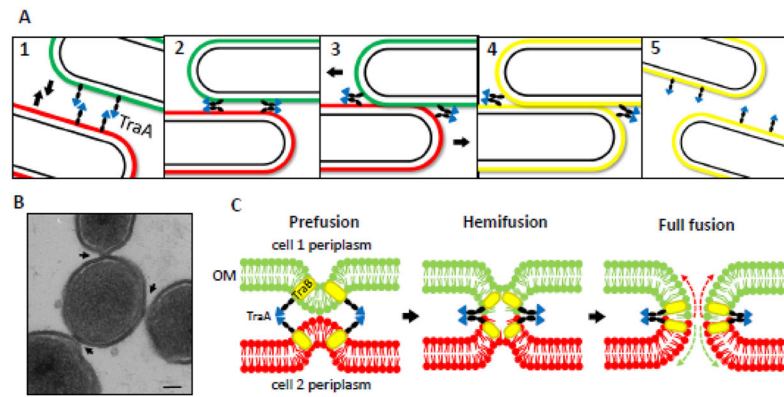 A
1
2
3
4
5
TraA
B
C
Prefusion
Hemifusion
Full fusion
cell 1 periplasm
OM
TraB
TraA
cell 2 periplasm